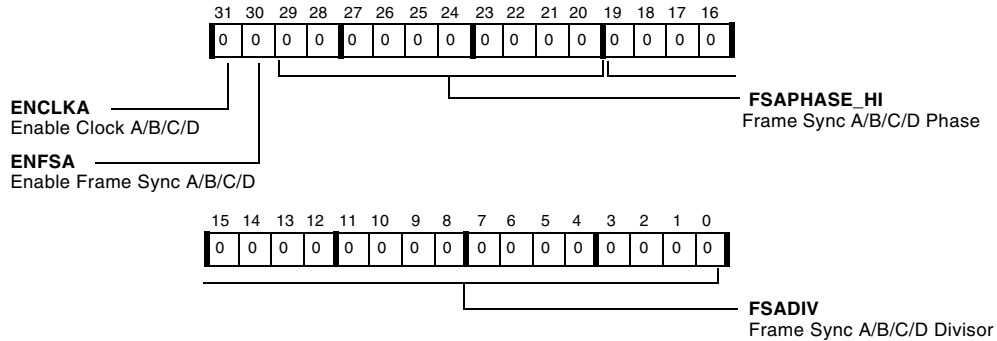 31 30 29 28 27 26 25 24 23 22 21 20 19 18 17 16
0 0 0 0 0 0 0 0 0 0 0 0 0 0 0 0
ENCLKA
Enable Clock A/B/C/D
FSAPHASE_HI
Frame Sync A/B/C/D Phase
ENFSA
Enable Frame Sync A/B/C/D
15 14 13 12 11 10 9 8 7 6 5 4 3 2 1 0
0 0 0 0 0 0 0 0 0 0 0 0 0 0 0 0
FSADIV
Frame Sync A/B/C/D Divisor